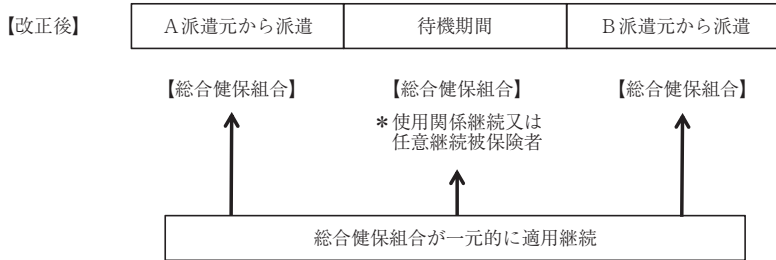 【改正後】 A派遣元から派遣 待機期間 B派遣元から派遣
【総合健保組合】 【総合健保組合】 【総合健保組合】
＊使用関係継続又は
任意継続被保険者
総合健保組合が一元的に適用継続